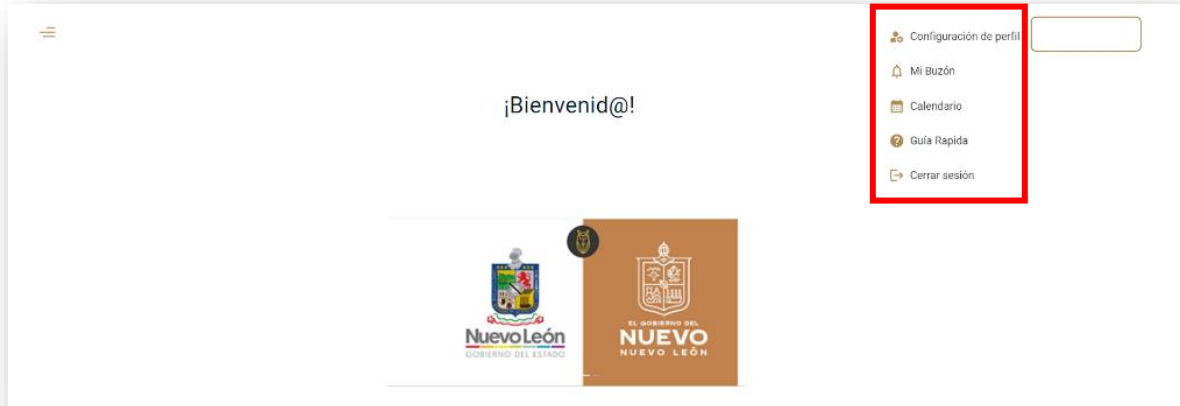 Configuración de perfil
Mi Buzón
¡Bienvenid@!
Calendario
Guía Rapida
Cerrar sesión
Nuevo León
GOBIERNO DEL ESTADO
EL GOBIERNO DEL
NUEVO
NUEVO LEÓN